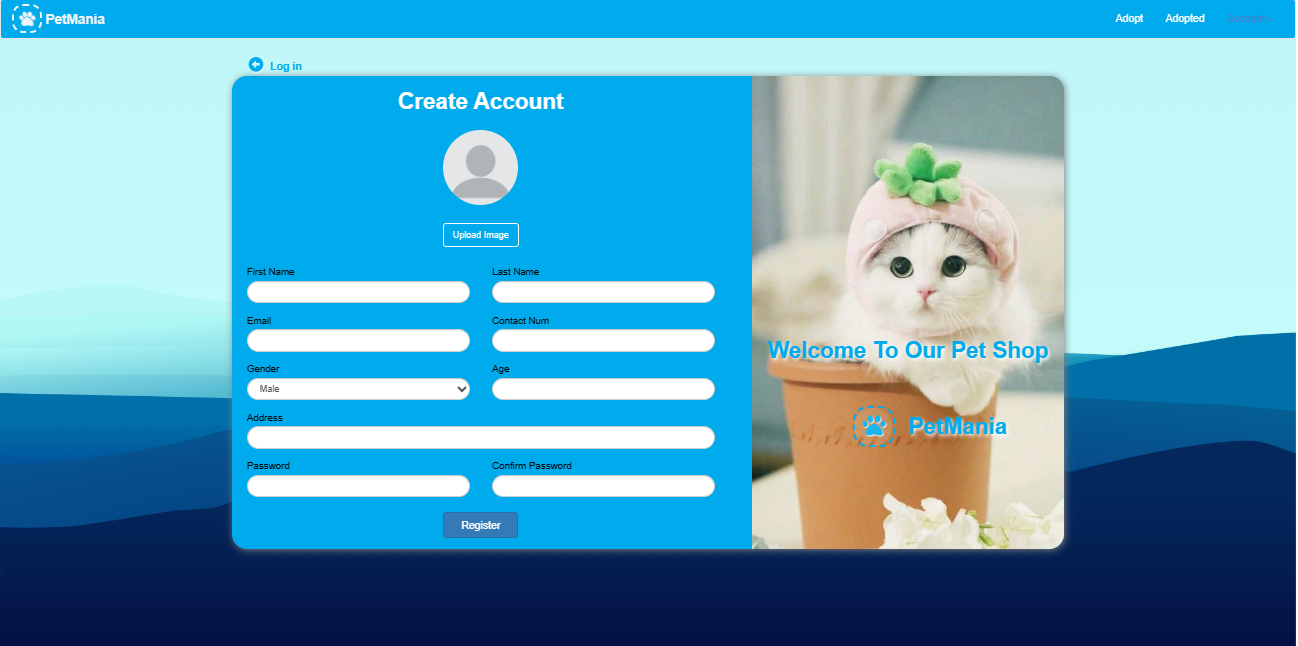 PetMania
Adopt Adopted Account
Log in
Create Account
Upload Image
First Name Last Name
Email Contact Num
Gender Age
Male
Address
Password Confirm Password
Register
Welcome To Our Pet Shop
PetMania